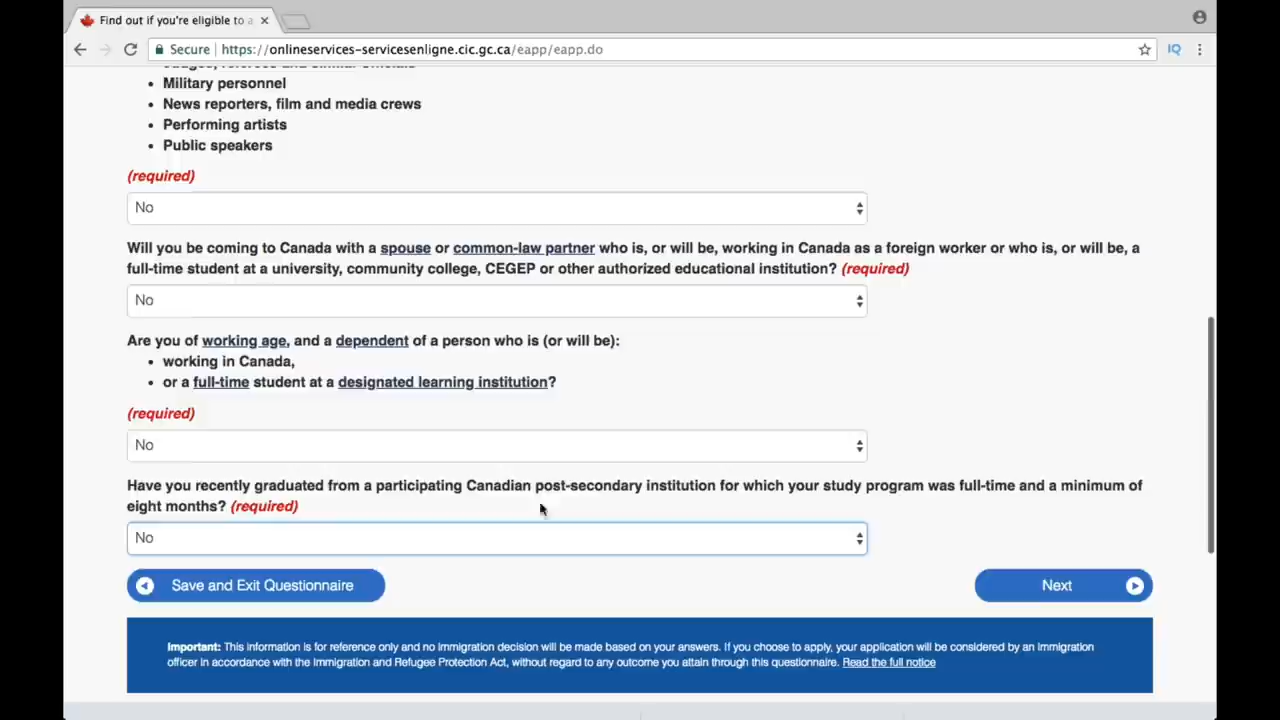 Find out if you're eligible to a
Secure https://onlineservices-servicesenligne.cic.gc.ca/eapp/eapp.do
IQ
Judges, referees and similar officials
• Military personnel
• News reporters, film and media crews
• Performing artists
• Public speakers
(required)
No
Will you be coming to Canada with a spouse or common-law partner who is, or will be, working in Canada as a foreign worker or who is, or will be, a
full-time student at a university, community college, CEGEP or other authorized educational institution? (required)
No
Are you of working age, and a dependent of a person who is (or will be):
• working in Canada,
• or a full-time student at a designated learning institution?
(required)
No
Have you recently graduated from a participating Canadian post-secondary institution for which your study program was full-time and a minimum of
eight months? (required)
No
Save and Exit Questionnaire
Next
Important: This information is for reference only and no immigration decision will be made based on your answers. If you choose to apply, your application will be considered by an immigration
officer in accordance with the Immigration and Refugee Protection Act, without regard to any outcome you attain through this questionnaire. Read the full notice